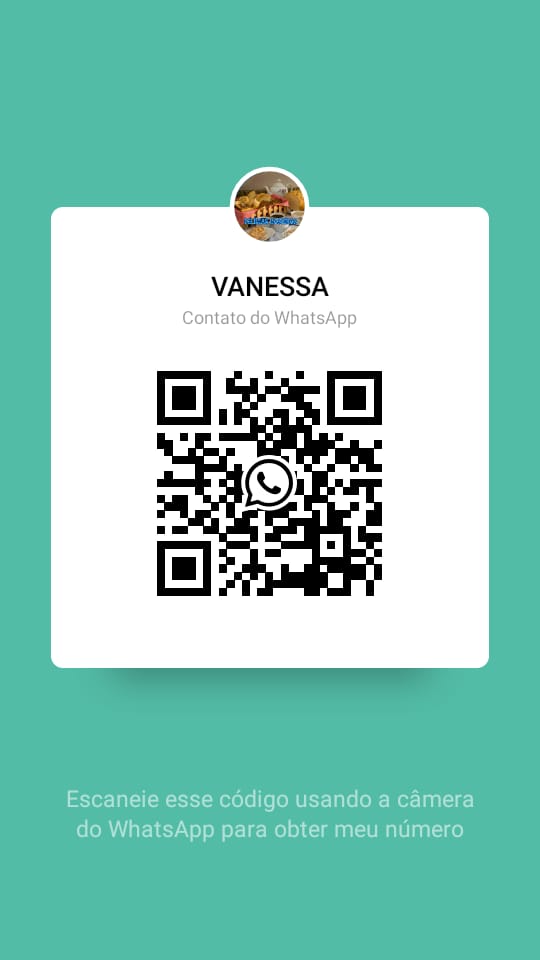 VANESSA
Contato do WhatsApp
Escaneie esse código usando a câmera
do WhatsApp para obter meu número